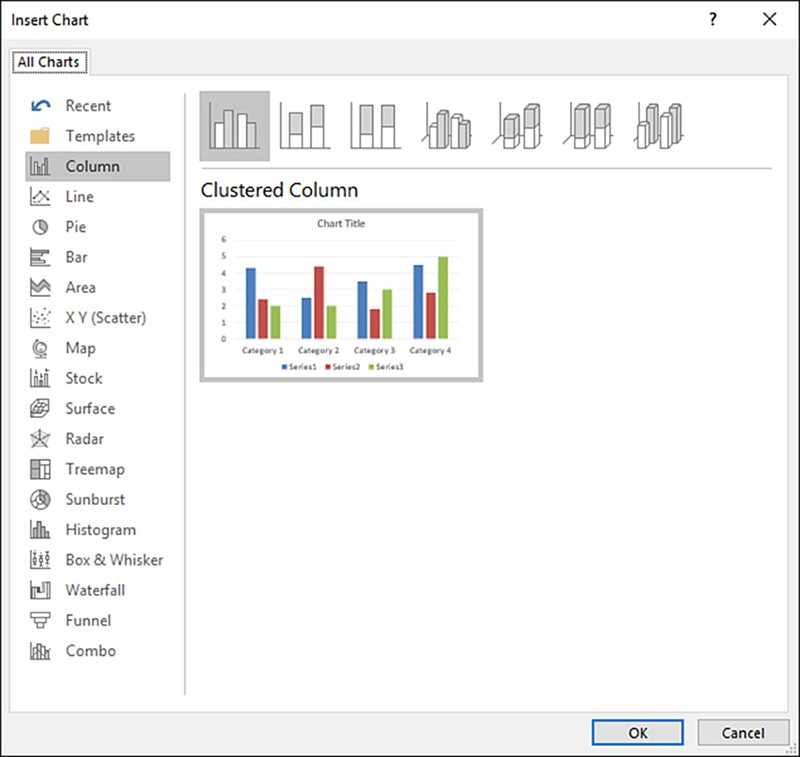 Insert Chart
?
All Charts
Recent
Templates
Column
Line
Pie
Bar
Area
X Y (Scatter)
Map
Stock
Surface
Radar
Treemap
Sunburst
Histogram
Box & Whisker
Waterfall
Funnel
Combo
Clustered Column
Chart Title
6
5
4
3
2
1
0
Category 1 Category 2 Category 3 Category 4
Series1 Series2 Series3
OK Cancel